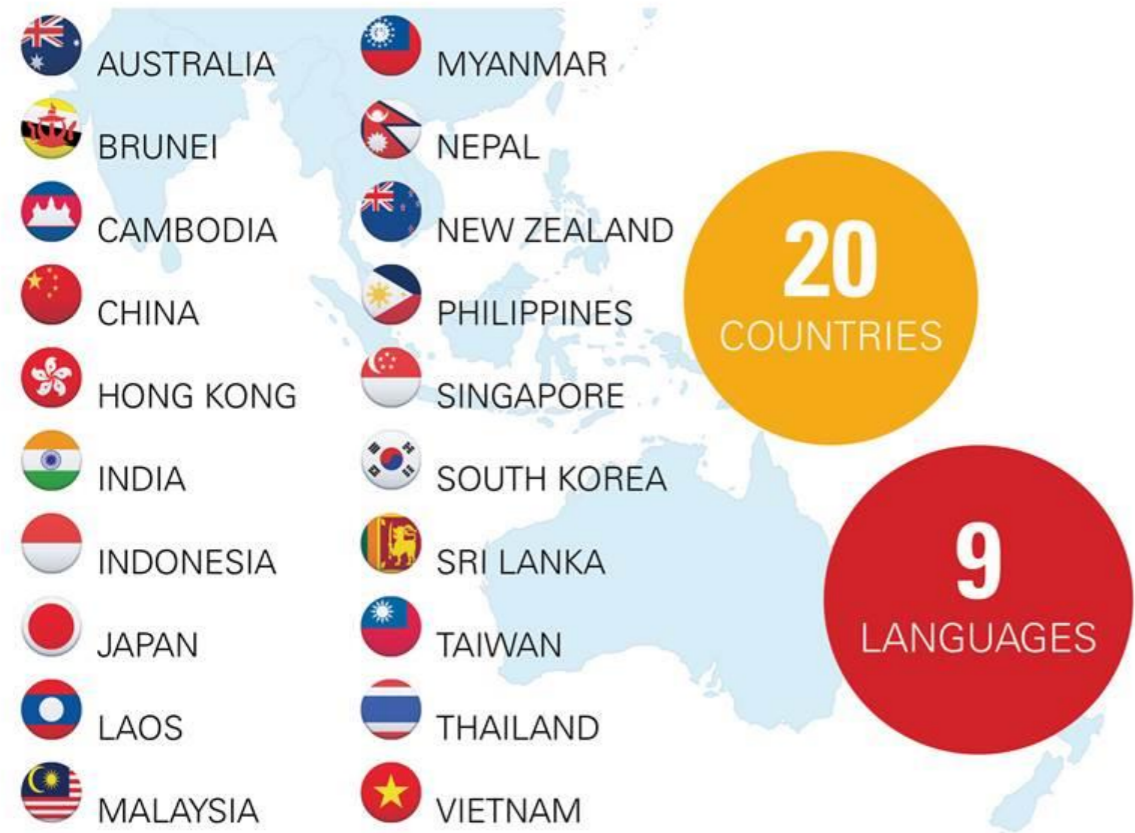 AUSTRALIA
BRUNEI
CAMBODIA
CHINA
HONG KONG
INDIA
INDONESIA
JAPAN
LAOS
MALAYSIA
MYANMAR
NEPAL
NEW ZEALAND
PHILIPPINES
SINGAPORE
SOUTH KOREA
SRI LANKA
TAIWAN
THAILAND
VIETNAM
20
COUNTRIES
9
LANGUAGES